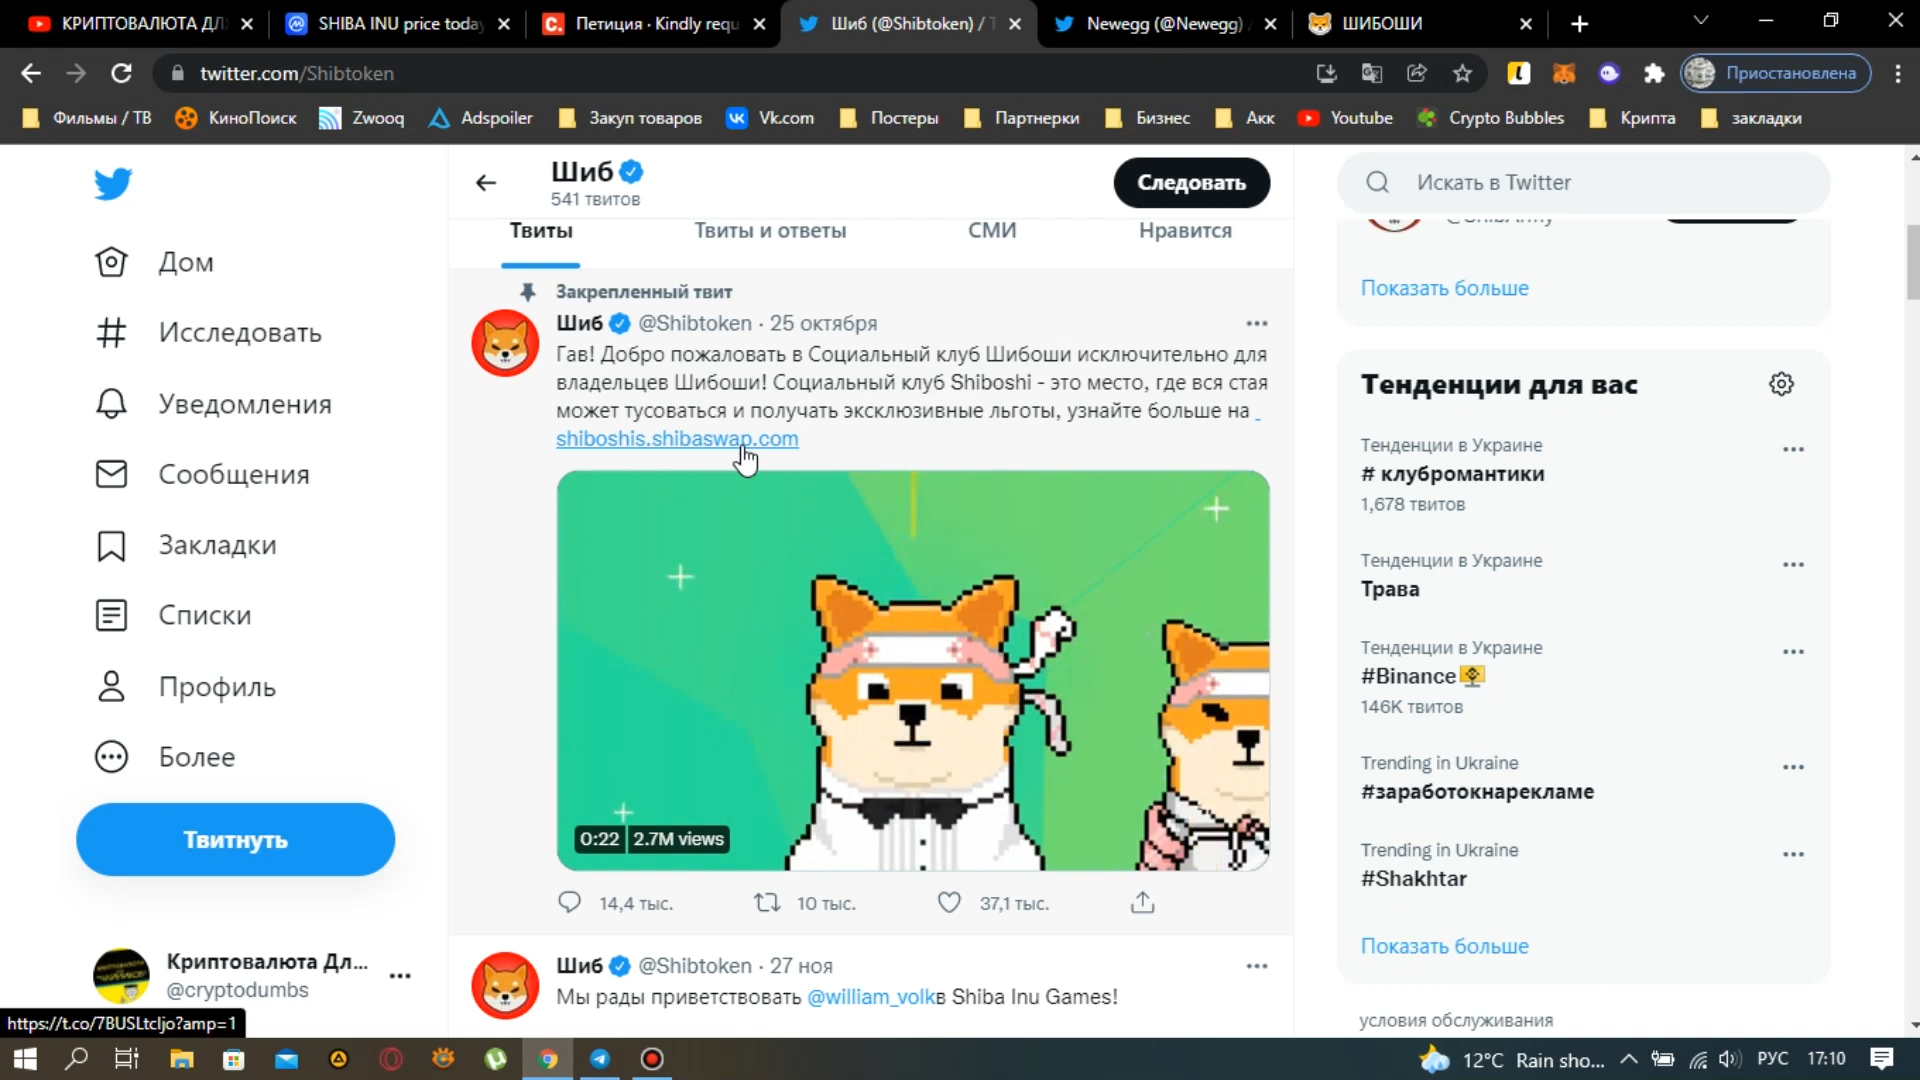 КРИПТОВАЛЮТА ДЛ
SHIBA INU price today
Петиция · Kindly requ
Шиб (@Shibtoken) / T
Newegg (@Newegg) /
ШИБОШИ
twitter.com/Shibtoken
Приостановлена
Фильмы / ТВ
КиноПоиск
Zwooq
Adspoiler
Закуп товаров
Vk.com
Постеры
Партнерки
Бизнес
Акк
Youtube
Crypto Bubbles
Крипта
закладки
Дом
Исследовать
Уведомления
Сообщения
Закладки
Списки
Профиль
Более
Твитнуть
Криптовалюта Дл...
@cryptodumbs
https://t.co/7BUSLtcljo?amp=1
Шиб
541 твитов
Следовать
Твиты
Твиты и ответы
СМИ
Нравится
Закрепленный твит
Шиб @Shibtoken · 25 октября
Гав! Добро пожаловать в Социальный клуб Шибоши исключительно для
владельцев Шибоши! Социальный клуб Shiboshi - это место, где вся стая
может тусоваться и получать эксклюзивные льготы, узнайте больше на
shiboshis.shibaswap.com
0:22 2.7M views
14,4 тыс.
10 тыс.
37,1 тыс.
Шиб @Shibtoken · 27 ноя
Мы рады приветствовать @william_volkв Shiba Inu Games!
Искать в Twitter
@ShibArmy
Показать больше
Тенденции для вас
Тенденции в Украине
# клубромантики
1,678 твитов
Тенденции в Украине
Трава
Тенденции в Украине
#Binance
146K твитов
Trending in Ukraine
#заработокнарекламе
Trending in Ukraine
#Shakhtar
Показать больше
условия обслуживания
12°C Rain sho...
РУС
17:10